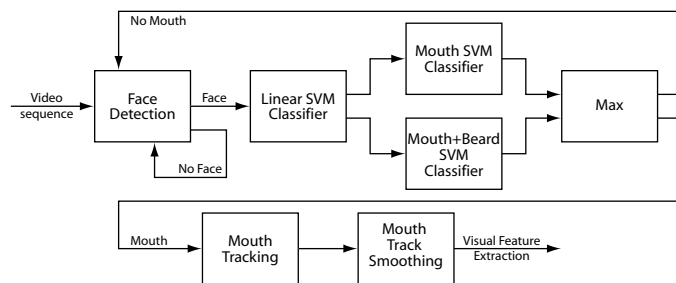 No Mouth
Video
sequence
Face
Detection
Face
No Face
Linear SVM
Classifier
Mouth SVM
Classifier
Mouth+Beard
SVM
Classifier
Max
Mouth
Mouth
Tracking
Mouth
Track
Smoothing
Visual Feature
Extraction